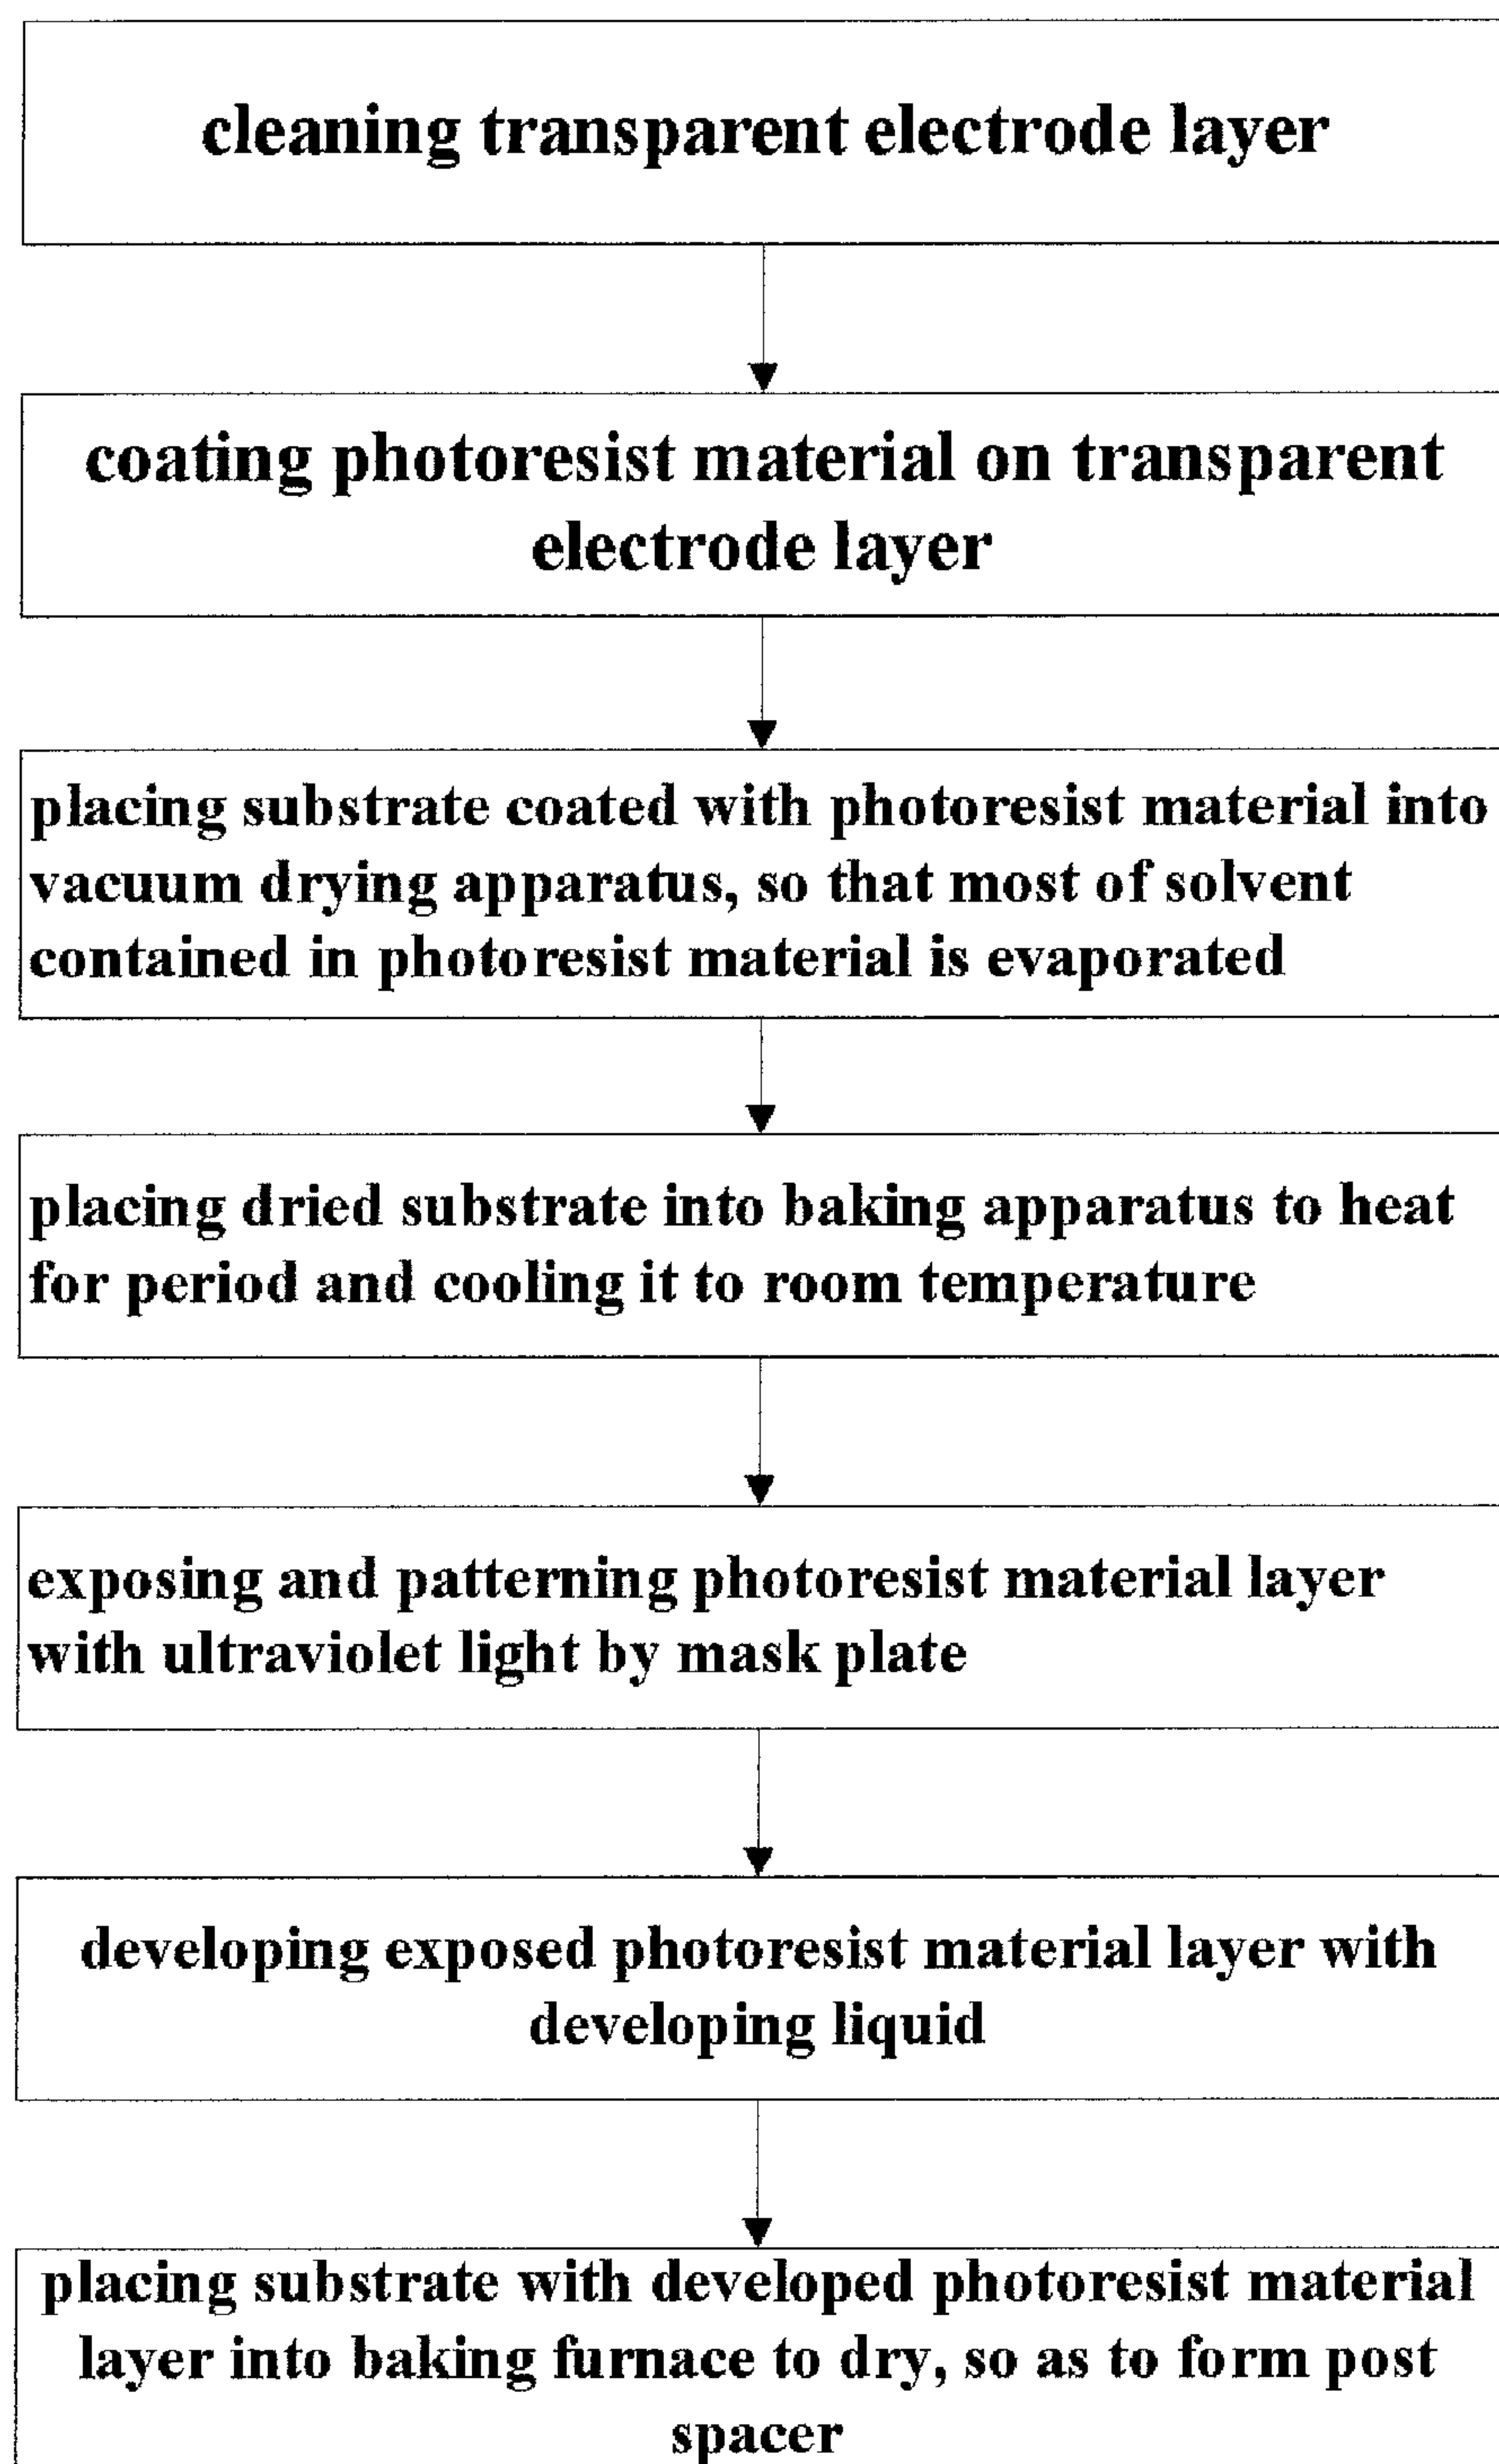 cleaning transparent electrode layer
coating photoresist material on transparent
electrode layer
placing substrate coated with photoresist material into
vacuum drying apparatus, so that most of solvent
contained in photoresist material is evaporated
placing dried substrate into baking apparatus to heat
for period and cooling it to room temperature
exposing and patterning photoresist material layer
with ultraviolet light by mask plate
developing exposed photoresist material layer with
developing liquid
placing substrate with developed photoresist material
layer into baking furnace to dry, so as to form post
spacer